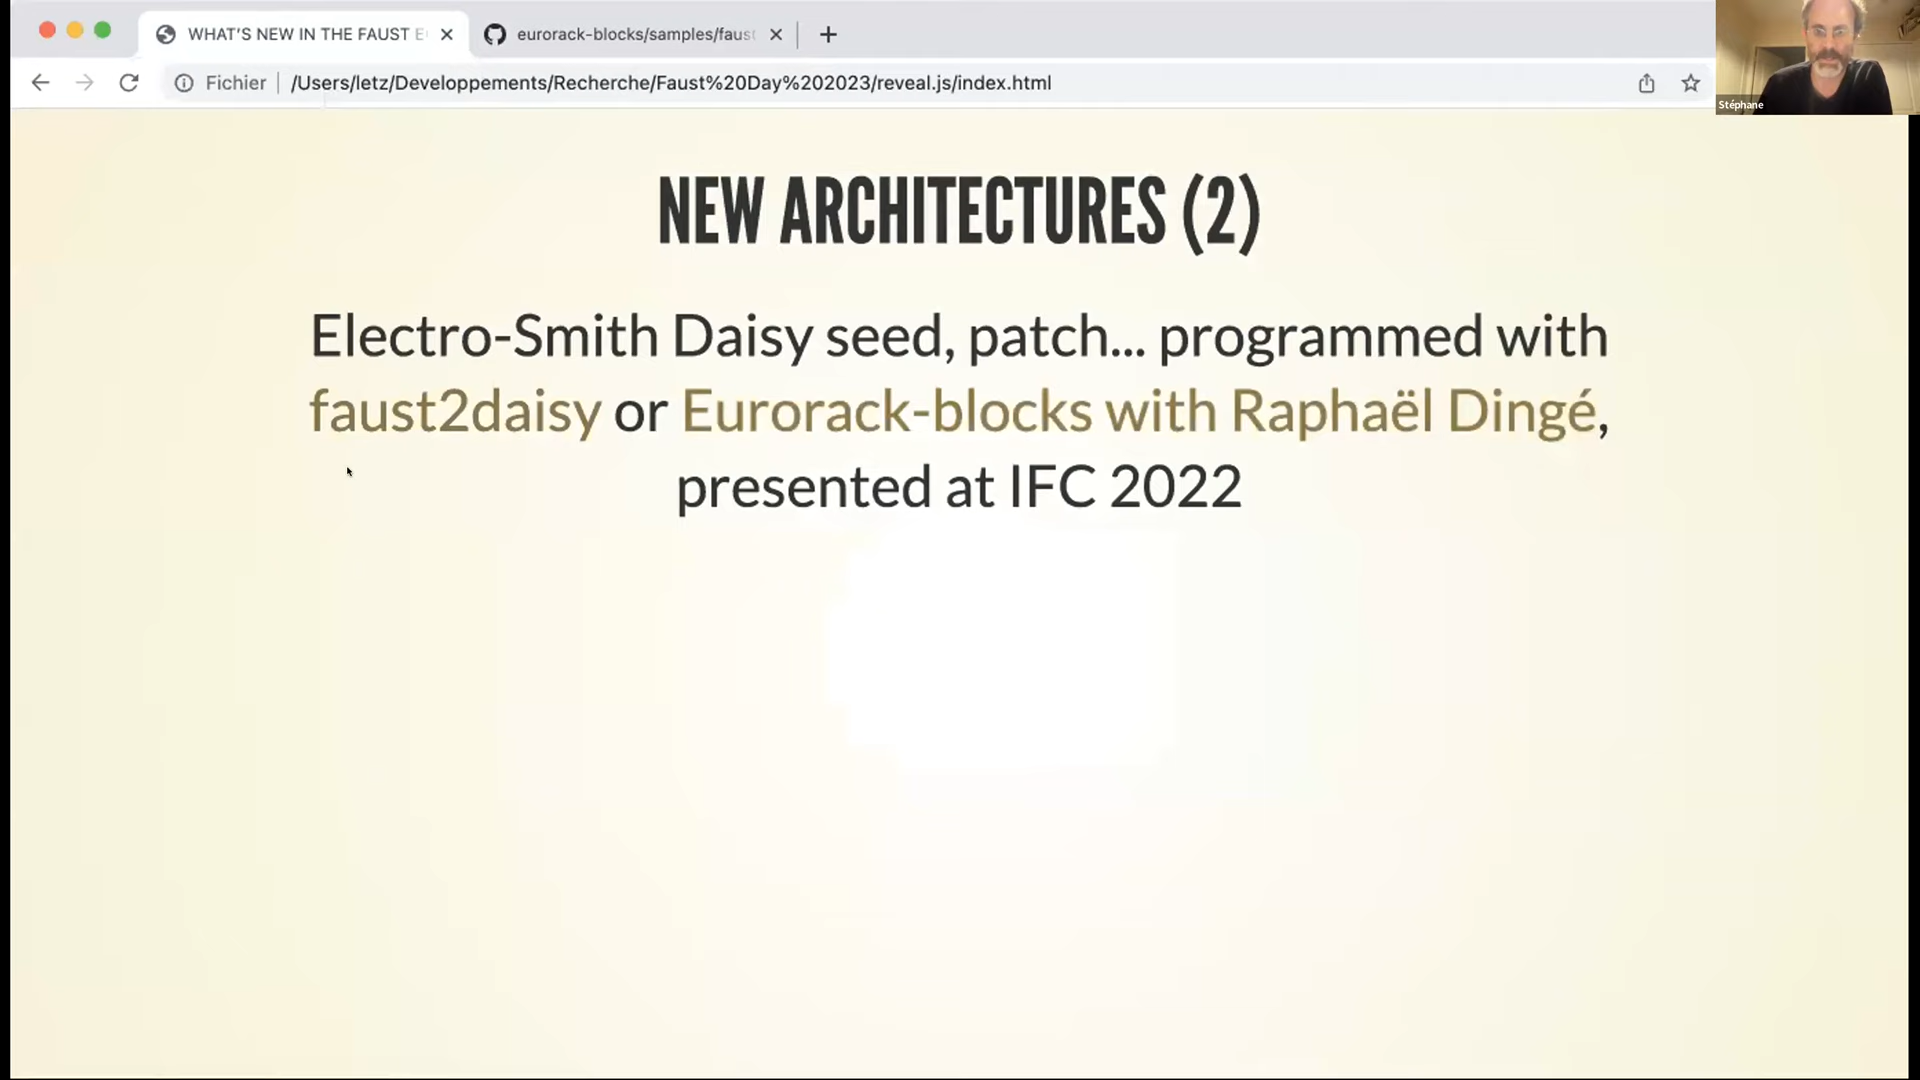 WHAT'S NEW IN THE FAUST E
eurorack-blocks/samples/faus
Fichier
/Users/letz/Developpements/Recherche/Faust%20Day%202023/reveal.js/index.html
Stéphane
NEW ARCHITECTURES (2)
Electro-Smith Daisy seed, patch... programmed with
faust2daisy or Eurorack-blocks with Raphaël Dingé,
presented at IFC 2022